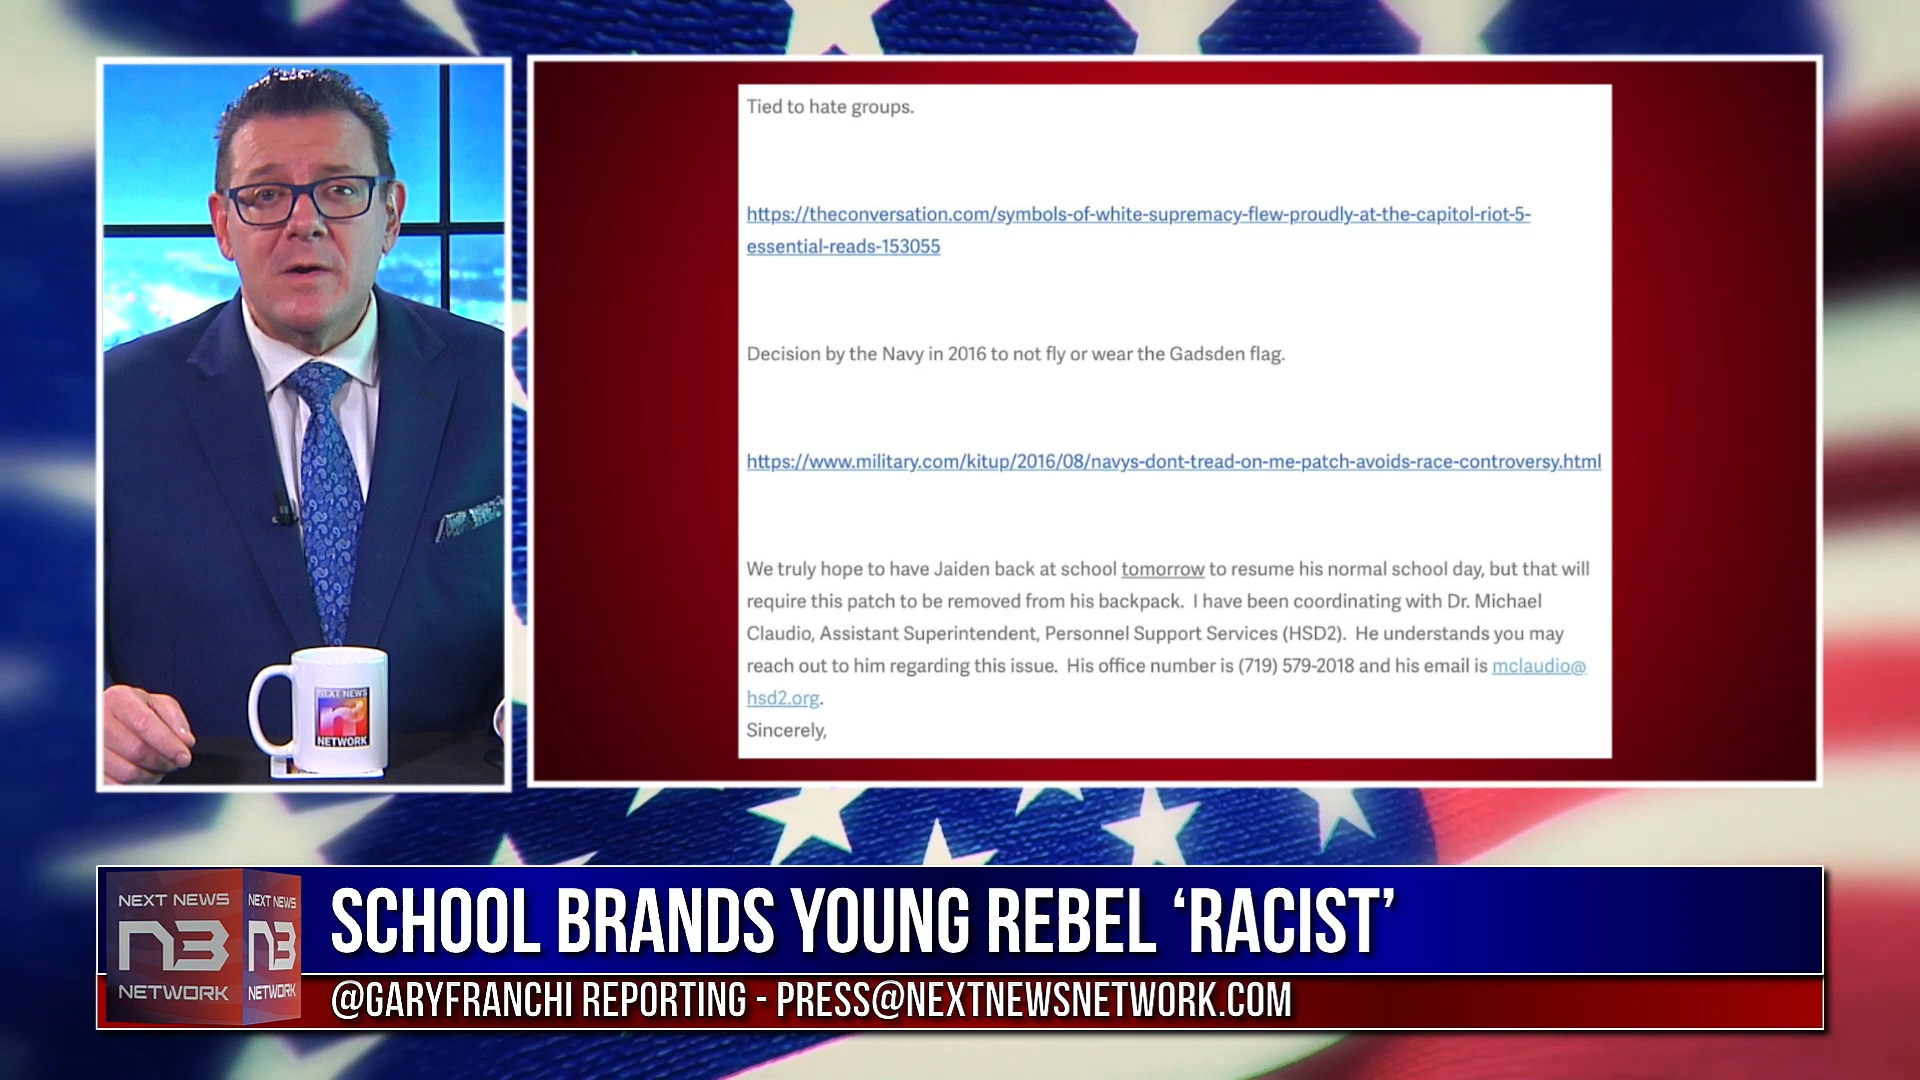 Tied to hate groups.
https://theconversation.com/symbols-of-white-supremacy-flew-proudly-at-the-capitol-riot-5-
essential-reads-153055
Decision by the Navy in 2016 to not fly or wear the Gadsden flag.
https://www.military.com/kitup/2016/08/navys-dont-tread-on-me-patch-avoids-race-controversy.html
We truly hope to have Jaiden back at school tomorrow to resume his normal school day, but that will
require this patch to be removed from his backpack. I have been coordinating with Dr. Michael
Claudio, Assistant Superintendent, Personnel Support Services (HSD2). He understands you may
reach out to him regarding this issue. His office number is (719) 579-2018 and his email is mclaudio@
hsd2.org.
Sincerely,
NEXT NEWS
n3
NETWORK
NEXT NEWS
n3
NETWORK
NEXT NEWS
n3
NETWORK
SCHOOL BRANDS YOUNG REBEL ‘RACIST’
@GARYFRANCHI REPORTING - PRESS@NEXTNEWSNETWORK.COM